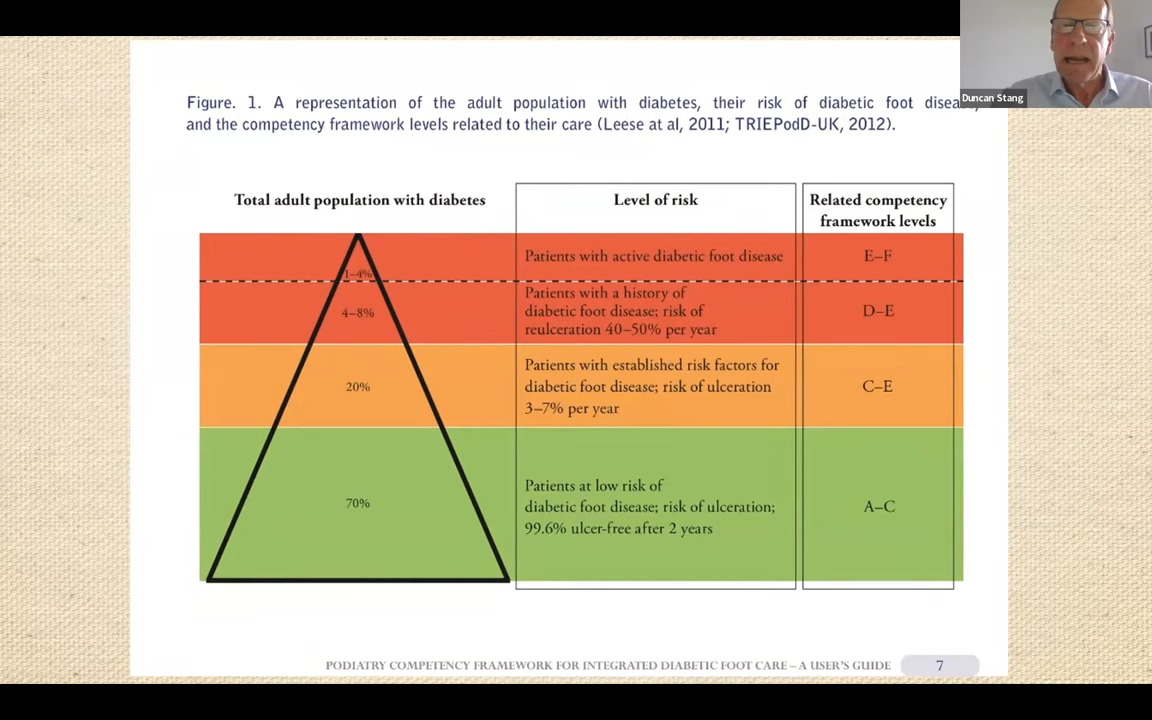 Duncan Stang
Figure. 1. A representation of the adult population with diabetes, their risk of diabetic foot
and the competency framework levels related to their care (Leese at al, 2011; TRIEPodD-UK, 2012).
Total adult population with diabetes
Level of risk
Related competency
framework levels
1–4%
Patients with active diabetic foot disease
E–F
4–8%
Patients with a history of
diabetic foot disease; risk of
reulceration 40–50% per year
D–E
20%
Patients with established risk factors for
diabetic foot disease; risk of ulceration
3–7% per year
C–E
70%
Patients at low risk of
diabetic foot disease; risk of ulceration;
99.6% ulcer-free after 2 years
A–C
PODIATRY COMPETENCY FRAMEWORK FOR INTEGRATED DIABETIC FOOT CARE – A USER'S GUIDE
7